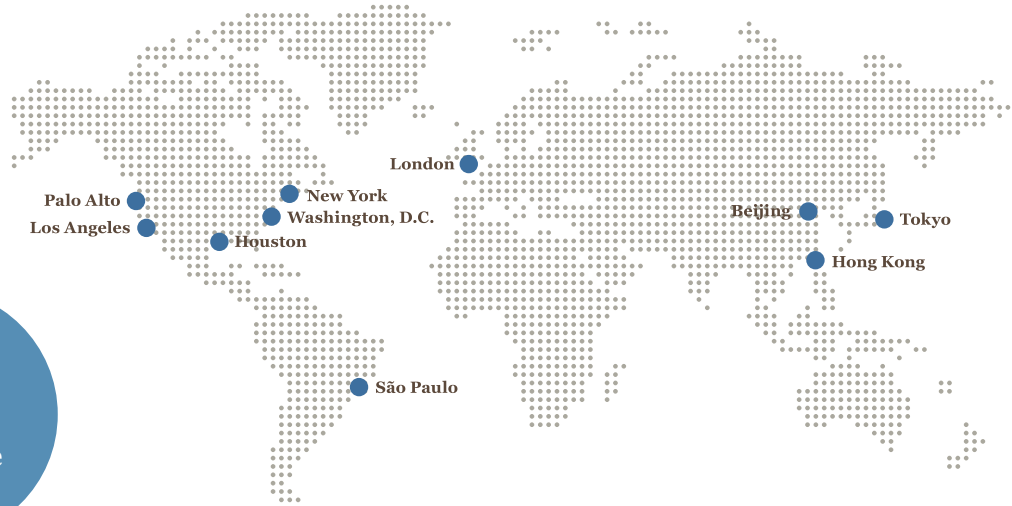 London
Palo Alto
New York
Beijing
Washington, D.C.
Tokyo
Los Angeles
Houston
Hong Kong
São Paulo
e